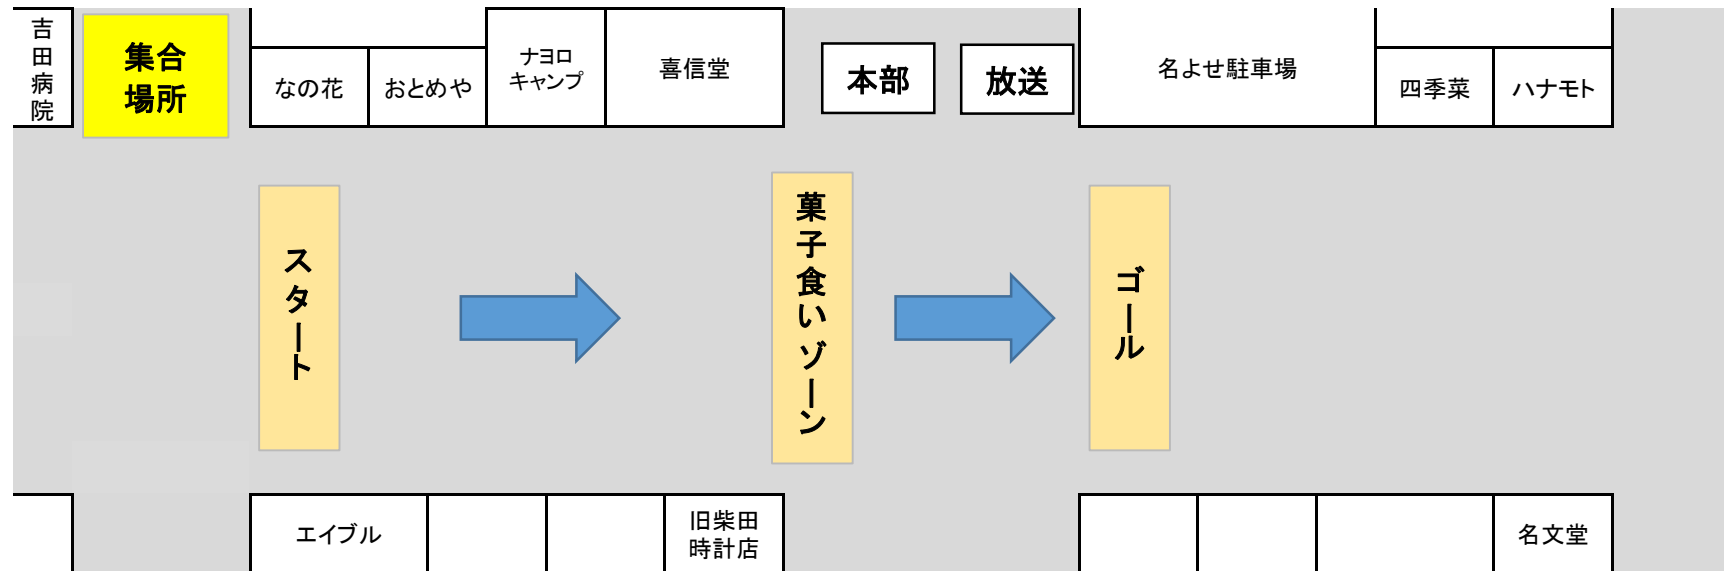 吉田病院
集合
場所
なの花
おとめや
ナヨロ
キャンプ
喜信堂
本部
放送
名よせ駐車場
四季菜
ハナモト
スタート
菓子食いゾーン
ゴール
エイブル
旧柴田
時計店
名文堂